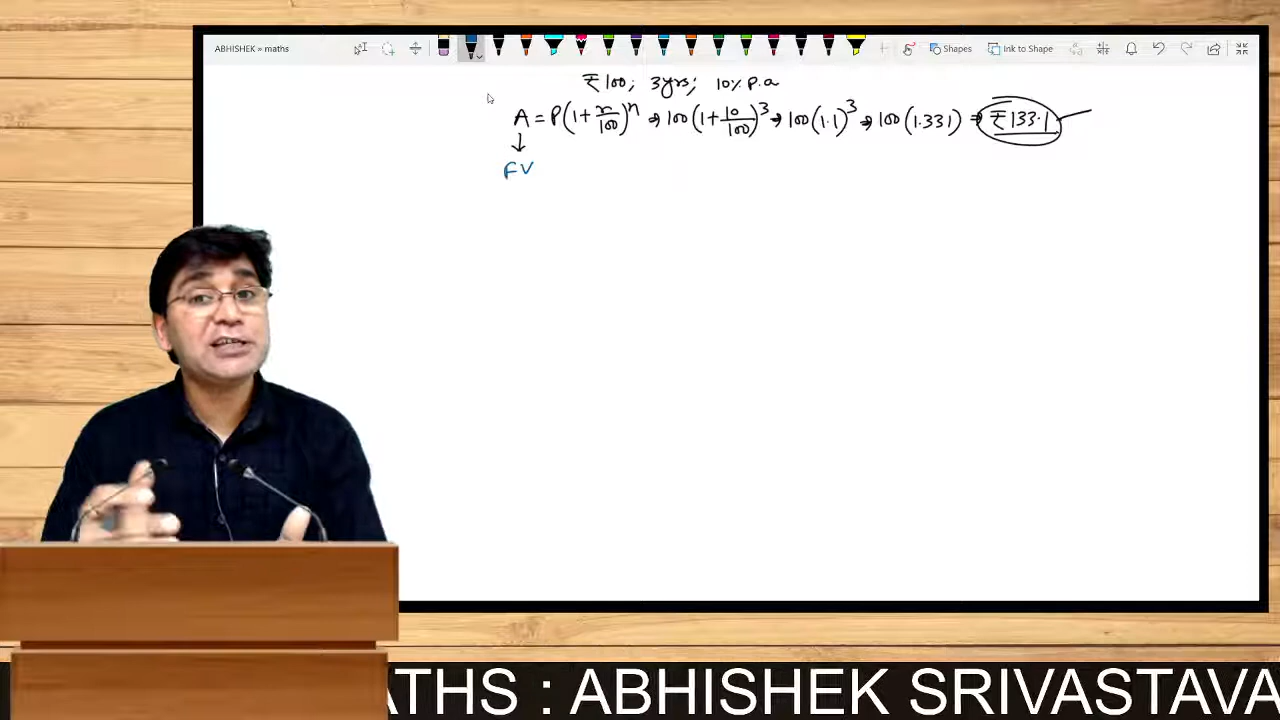 ABHISHEK » maths
Shapes
Ink to Shape
₹100; 3yrs; 10% P.a
A = P(1+r/100)^n → 100(1+10/100)^3 → 100(1.1)^3 → 100(1.331) → ₹133.1
↓
FV
ATHS : ABHISHEK SRIVASTAVA